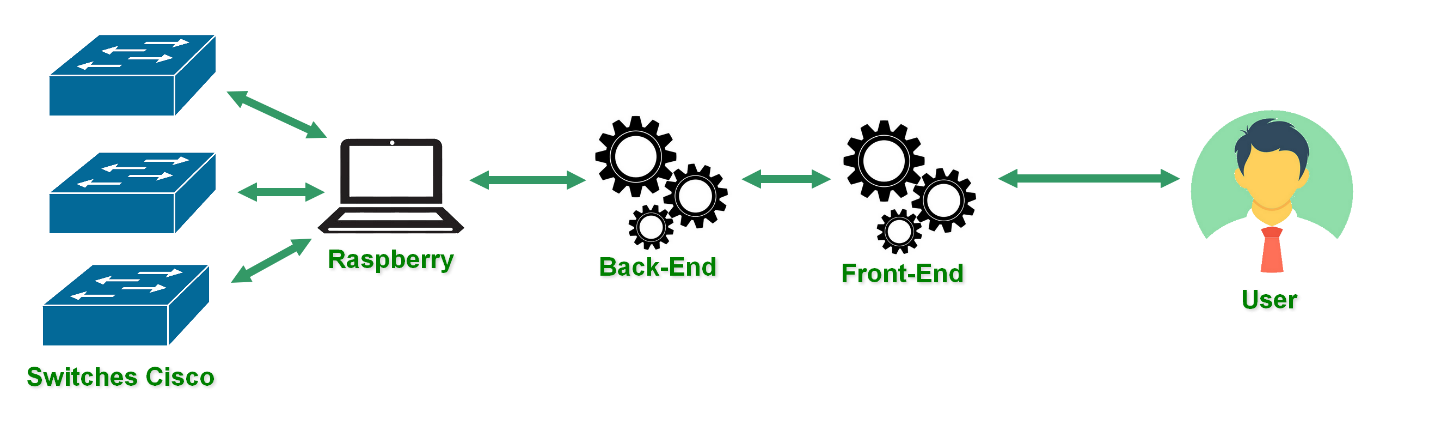 Raspberry
Back-End
Front-End
User
Switches Cisco